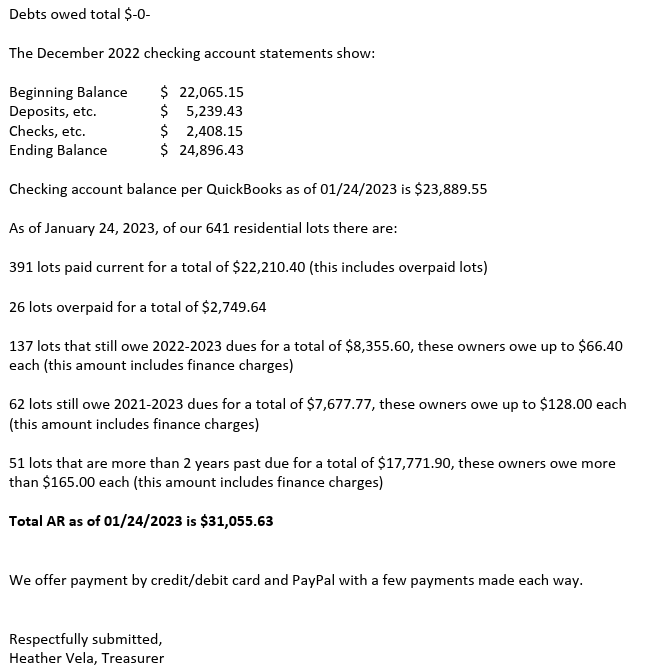 Debts owed total $-0-
The December 2022 checking account statements show:
Beginning Balance $ 22,065.15
Deposits, etc. $ 5,239.43
Checks, etc. $ 2,408.15
Ending Balance $ 24,896.43
Checking account balance per QuickBooks as of 01/24/2023 is $23,889.55
As of January 24, 2023, of our 641 residential lots there are:
391 lots paid current for a total of $22,210.40 (this includes overpaid lots)
26 lots overpaid for a total of $2,749.64
137 lots that still owe 2022-2023 dues for a total of $8,355.60, these owners owe up to $66.40
each (this amount includes finance charges)
62 lots still owe 2021-2023 dues for a total of $7,677.77, these owners owe up to $128.00 each
(this amount includes finance charges)
51 lots that are more than 2 years past due for a total of $17,771.90, these owners owe more
than $165.00 each (this amount includes finance charges)
Total AR as of 01/24/2023 is $31,055.63
We offer payment by credit/debit card and PayPal with a few payments made each way.
Respectfully submitted,
Heather Vela, Treasurer